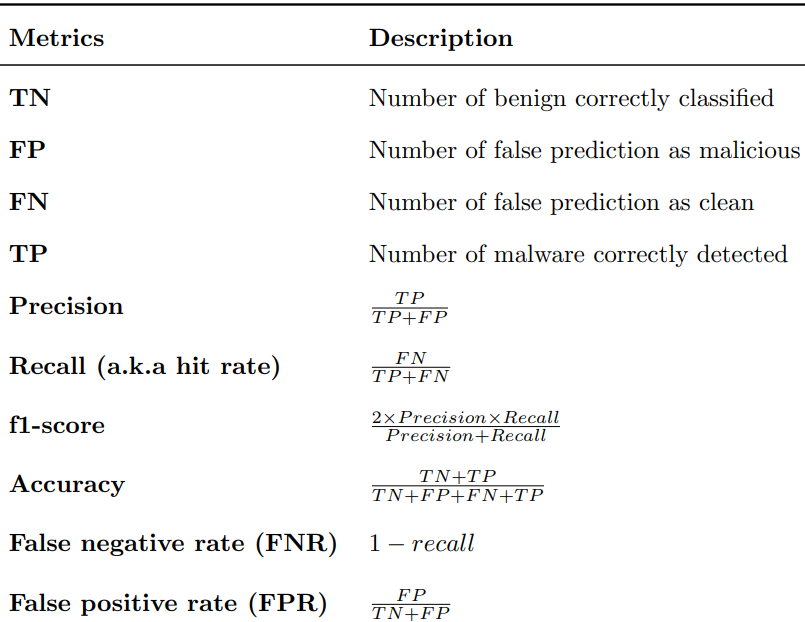 Metrics Description
TN Number of benign correctly classified
FP Number of false prediction as malicious
FN Number of false prediction as clean
TP Number of malware correctly detected
Precision TP/TP+FP
Recall (a.k.a hit rate) FN/TP+FN
f1-score 2×Precision×Recall/Precision+Recall
Accuracy TN+TP/TN+FP+FN+TP
False negative rate (FNR) 1 − recall
False positive rate (FPR) FP/TN+FP